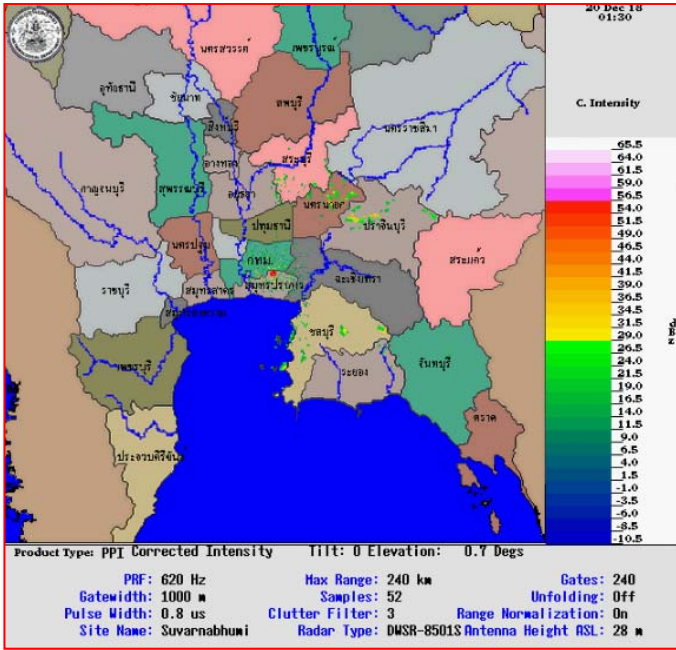 20 Dec 18
01:30
C. Intensity
นครสวรรค์
เพชรบูรณ์
อุทัยธานี
ชัยนาท
ลพบุรี
สิงห์บุรี
นครราชสีมา
อ่างทอง
สระบุรี
กาญจนบุรี
สุพรรณบุรี
อยุธยา
นครนายก
ปราจีนบุรี
ปทุมธานี
นครปฐม
กทม.
สระแก้ว
ราชบุรี
สมุทรสาคร
สมุทรปราการ
ฉะเชิงเทรา
สมุทรสงคราม
ชลบุรี
เพชรบุรี
ระยอง
จันทบุรี
ตราด
ประจวบคีรีขันธ์
65.5
64.0
61.5
59.0
56.5
54.0
51.5
49.0
46.5
44.0
41.5
39.0
36.5
34.0
31.5
29.0
26.5
24.0
21.5
19.0
16.5
14.0
11.5
9.0
6.5
4.0
1.5
-1.0
-3.5
-6.0
-8.5
-10.5
Product Type: PPI Corrected Intensity Tilt: 0 Elevation: 0.7 Degs
PRF: 620 Hz Max Range: 240 km Gates: 240
Gatewidth: 1000 m Samples: 52 Unfolding: Off
Pulse Width: 0.8 us Clutter Filter: 3 Range Normalization: On
Site Name: Suvarnabhumi Radar Type: DWSR-8501S Antenna Height ASL: 28 m